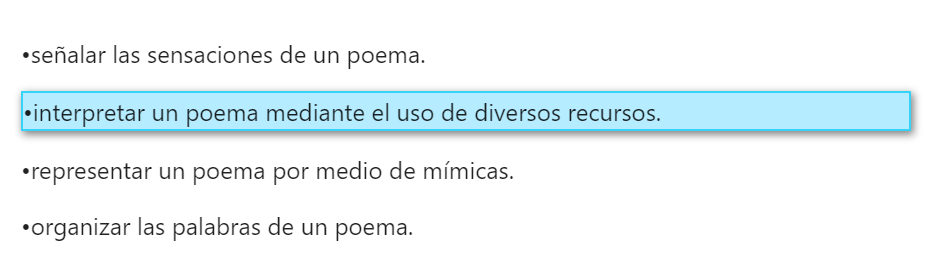 •señalar las sensaciones de un poema.
•interpretar un poema mediante el uso de diversos recursos.
•representar un poema por medio de mímicas.
•organizar las palabras de un poema.